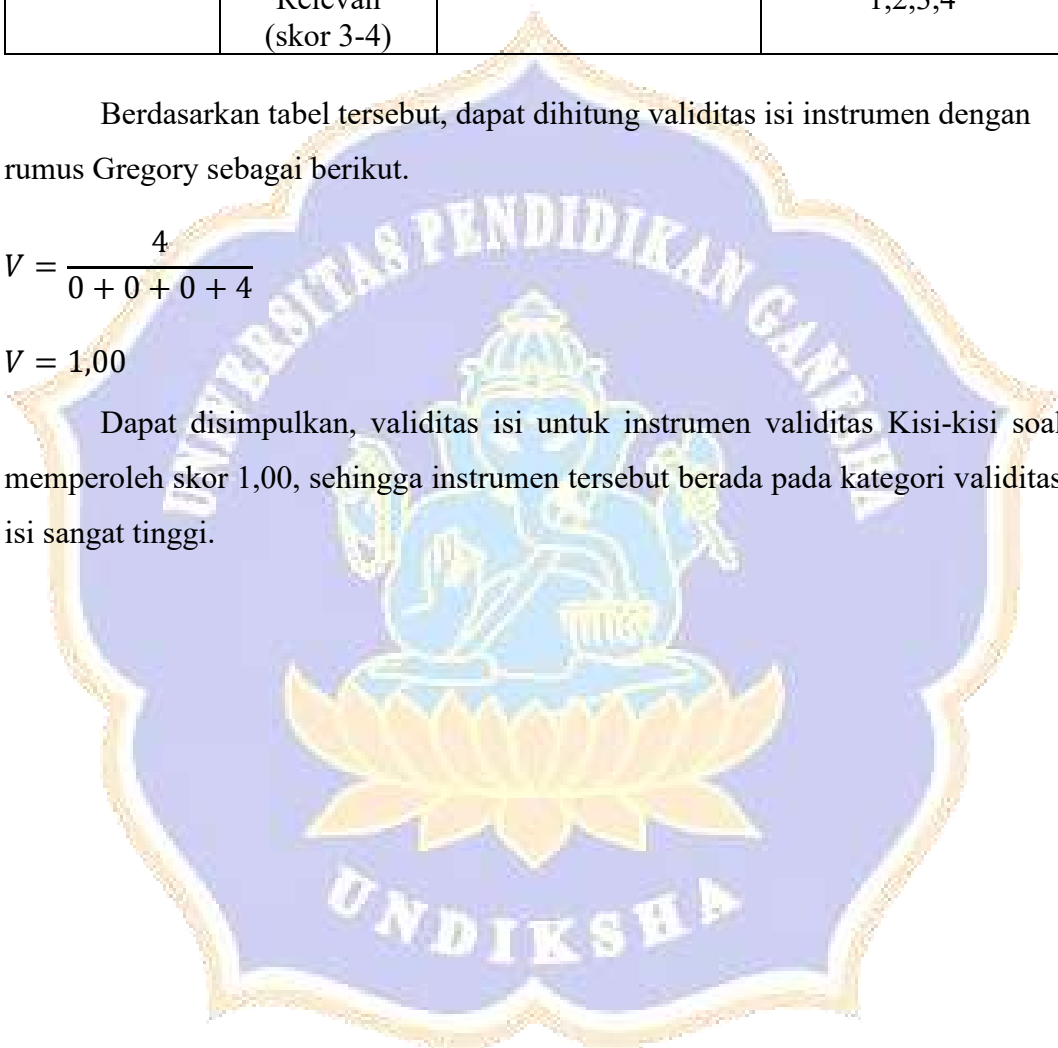 Relevan
1,2,3,4
(skor 3-4)
Berdasarkan tabel tersebut, dapat dihitung validitas isi instrumen dengan
rumus Gregory sebagai berikut.
V = 4 / (0 + 0 + 0 + 4)
V = 1,00
Dapat disimpulkan, validitas isi untuk instrumen validitas Kisi-kisi soal
memperoleh skor 1,00, sehingga instrumen tersebut berada pada kategori validitas
isi sangat tinggi.
UNIVERSITAS PENDIDIKAN GANESHA
UNDIKSHA